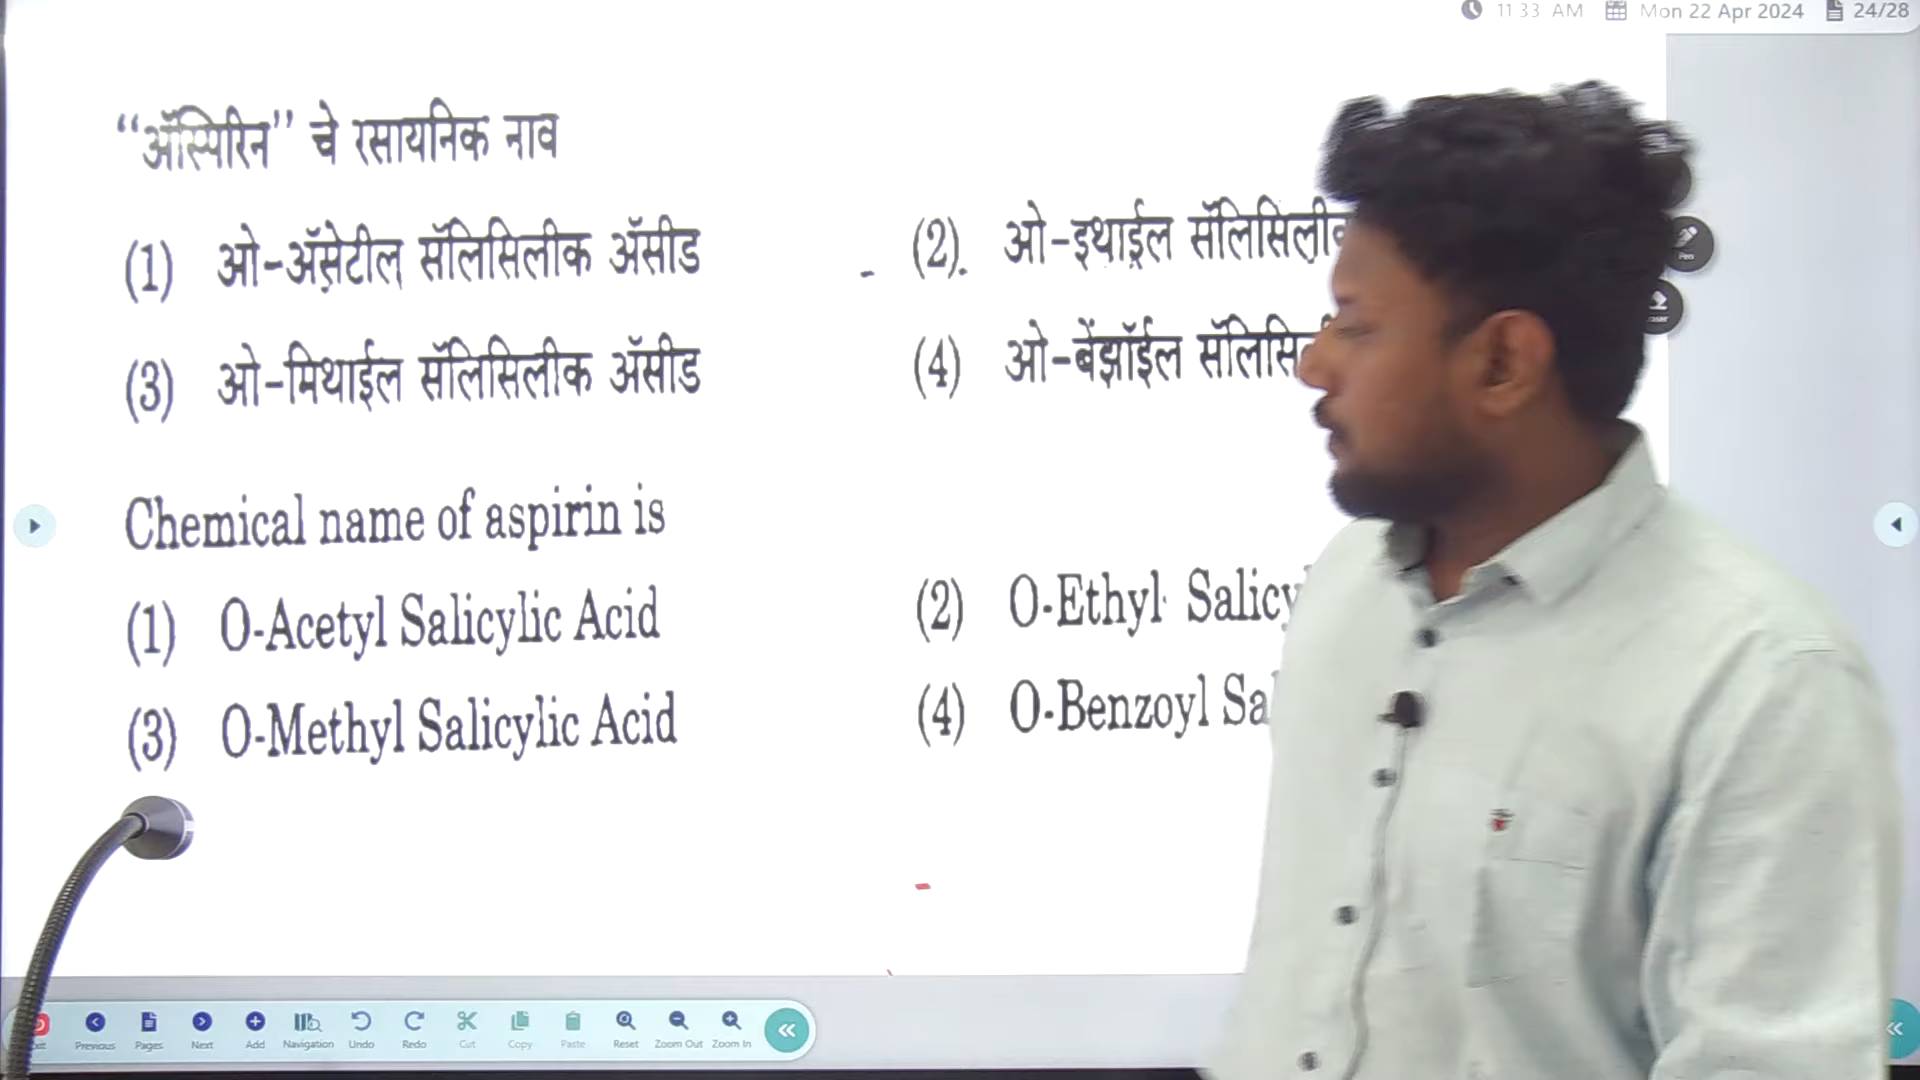 11 33 AM Mon 22 Apr 2024 24/28
“ॲस्पिरिन” चे रसायनिक नाव
(1) ओ-ॲसेटील सॅलिसिलीक ॲसीड
(2). ओ-इथाईल
(3) ओ-मिथाईल सॅलिसिलीक ॲसीड
(4) ओ-बेंझॉईल
Chemical name of aspirin is
(1) O-Acetyl Salicylic Acid
(2) O-Ethyl
(3) O-Methyl Salicylic Acid
(4) O-Benzoyl
Pen
Previous Pages Next Add Navigation Undo Redo Cut Copy Paste Reset Zoom Out Zoom In